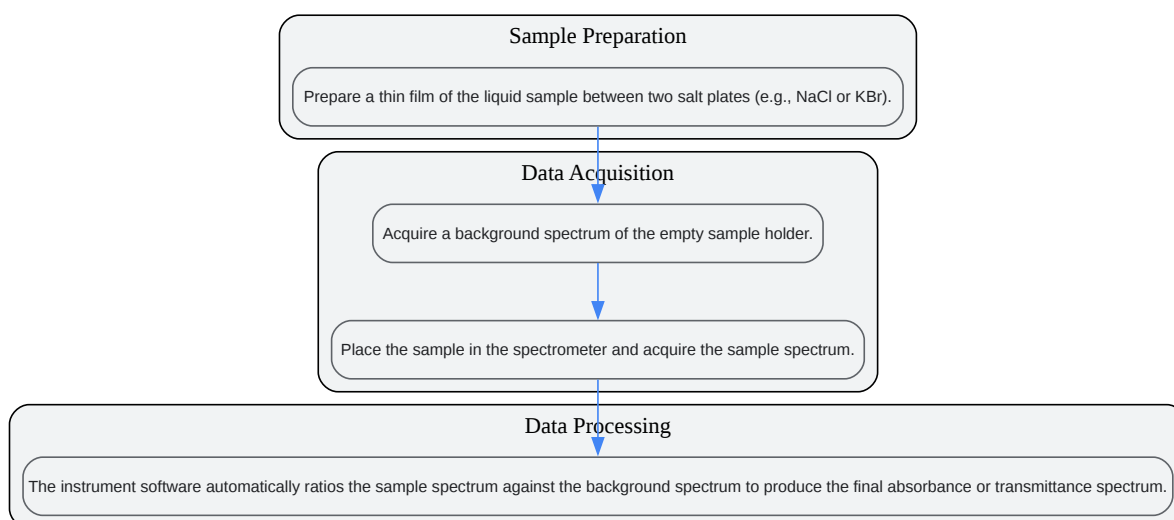 Sample Preparation
Prepare a thin film of the liquid sample between two salt plates (e.g., NaCl or KBr).
Data Acquisition
Acquire a background spectrum of the empty sample holder.
Place the sample in the spectrometer and acquire the sample spectrum.
Data Processing
The instrument software automatically ratios the sample spectrum against the background spectrum to produce the final absorbance or transmittance spectrum.